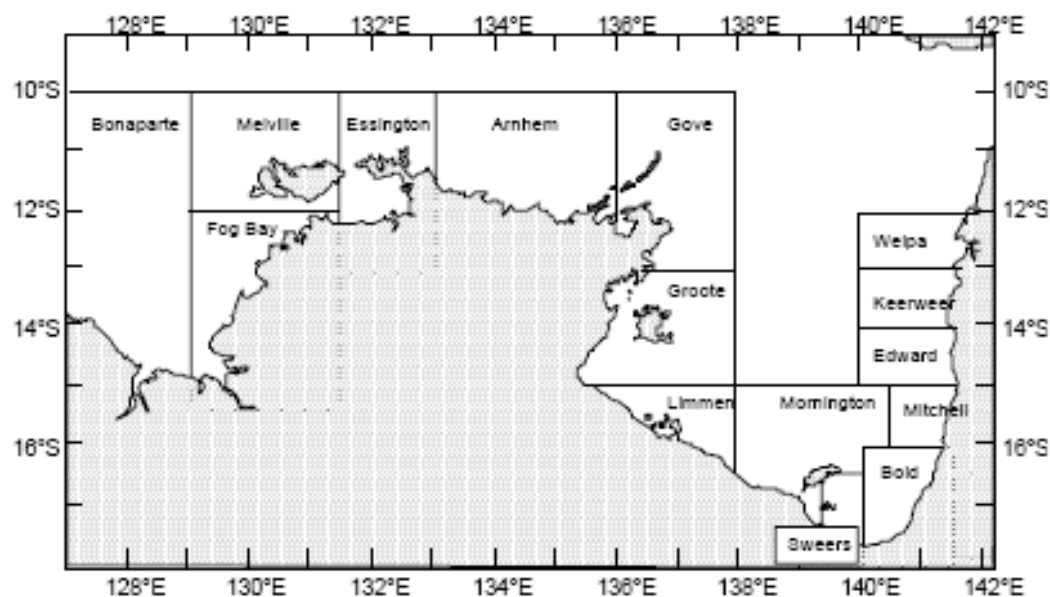 128°E 130°E 132°E 134°E 136°E 138°E 140°E 142°E
10°S 10°S
Bonaparte Melville Essington Arnhem Gove
12°S 12°S
Fog Bay Weipa
Groote Keerweer
14°S 14°S
Edward
Limmen Mornington Mitchell
16°S 16°S
Bold
Sweers
128°E 130°E 132°E 134°E 136°E 138°E 140°E 142°E